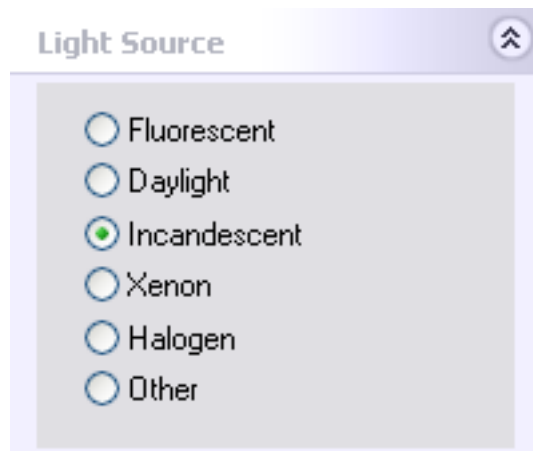 Light Source
Fluorescent
Daylight
Incandescent
Xenon
Halogen
Other